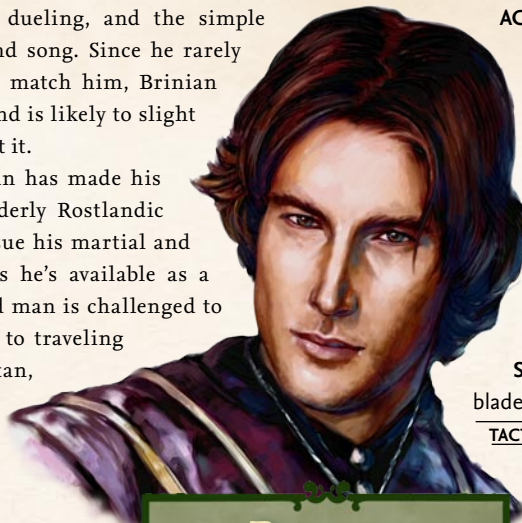 dueling, and the simple
nd song. Since he rarely
match him, Brinian
nd is likely to slight
t it.
n has made his
derly Rostlandic
ue his martial and
s he's available as a
l man is challenged to
to traveling
an,
AC
S
blade
TACT